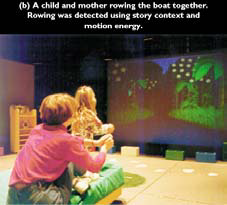 (b) A child and mother rowing the boat together.
Rowing was detected using story context and
motion energy.